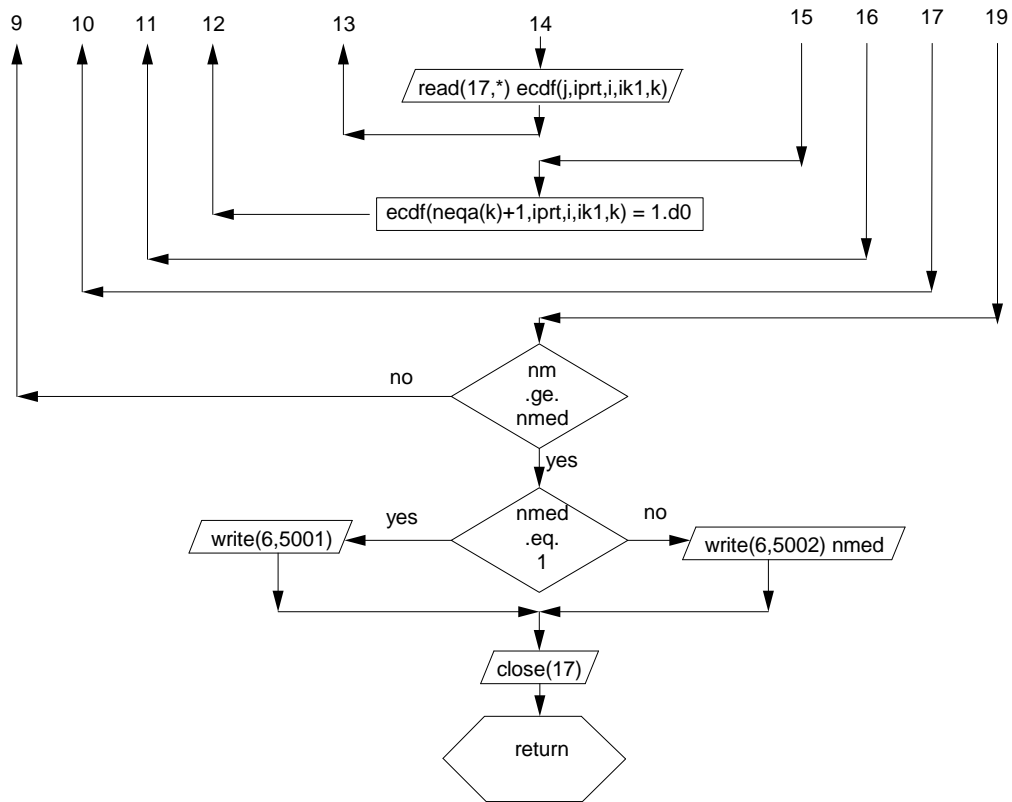 9 10 11 12 13 14 15 16 17 19
read(17,*) ecdf(j,iprt,i,ik1,k)
ecdf(neqa(k)+1,iprt,i,ik1,k) = 1.d0
no
nm
.ge.
nmed
yes
yes
nmed
.eq.
1
no
write(6,5001)
write(6,5002) nmed
close(17)
return